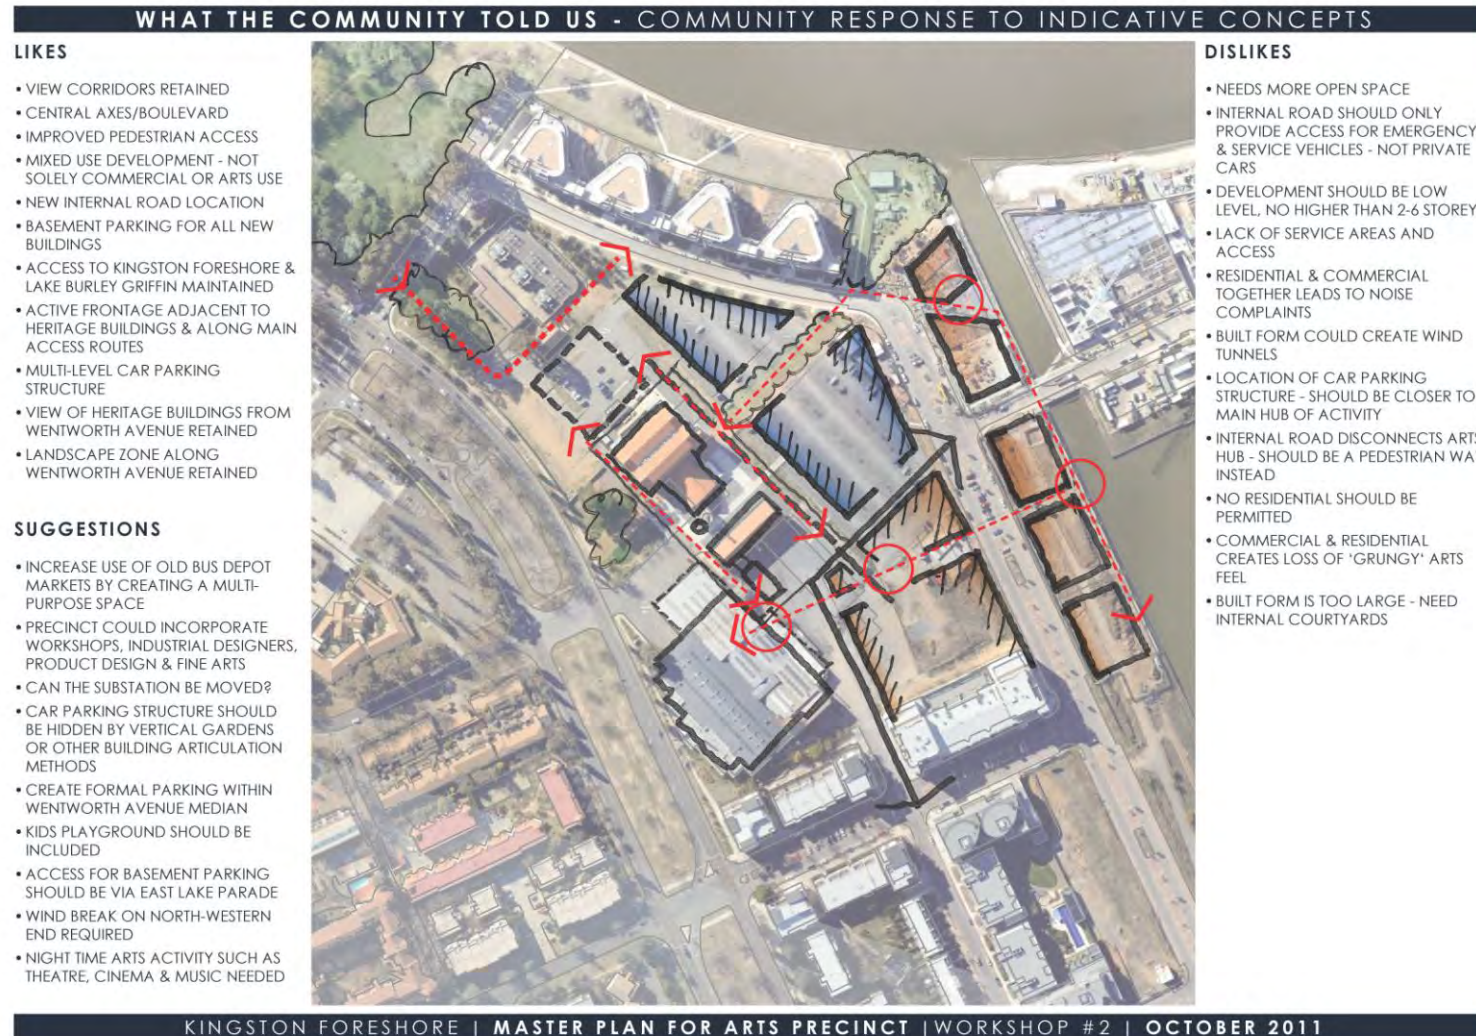 WHAT THE COMMUNITY TOLD US - COMMUNITY RESPONSE TO INDICATIVE CONCEPTS
LIKES
• VIEW CORRIDORS RETAINED
• CENTRAL AXES/BOULEVARD
• IMPROVED PEDESTRIAN ACCESS
• MIXED USE DEVELOPMENT - NOT
SOLELY COMMERCIAL OR ARTS USE
• NEW INTERNAL ROAD LOCATION
• BASEMENT PARKING FOR ALL NEW
BUILDINGS
• ACCESS TO KINGSTON FORESHORE &
LAKE BURLEY GRIFFIN MAINTAINED
• ACTIVE FRONTAGE ADJACENT TO
HERITAGE BUILDINGS & ALONG MAIN
ACCESS ROUTES
• MULTI-LEVEL CAR PARKING
STRUCTURE
• VIEW OF HERITAGE BUILDINGS FROM
WENTWORTH AVENUE RETAINED
• LANDSCAPE ZONE ALONG
WENTWORTH AVENUE RETAINED
SUGGESTIONS
• INCREASE USE OF OLD BUS DEPOT
MARKETS BY CREATING A MULTI-
PURPOSE SPACE
• PRECINCT COULD INCORPORATE
WORKSHOPS, INDUSTRIAL DESIGNERS,
PRODUCT DESIGN & FINE ARTS
• CAN THE SUBSTATION BE MOVED?
• CAR PARKING STRUCTURE SHOULD
BE HIDDEN BY VERTICAL GARDENS
OR OTHER BUILDING ARTICULATION
METHODS
• CREATE FORMAL PARKING WITHIN
WENTWORTH AVENUE MEDIAN
• KIDS PLAYGROUND SHOULD BE
INCLUDED
• ACCESS FOR BASEMENT PARKING
SHOULD BE VIA EAST LAKE PARADE
• WIND BREAK ON NORTH-WESTERN
END REQUIRED
• NIGHT TIME ARTS ACTIVITY SUCH AS
THEATRE, CINEMA & MUSIC NEEDED
DISLIKES
• NEEDS MORE OPEN SPACE
• INTERNAL ROAD SHOULD ONLY
PROVIDE ACCESS FOR EMERGENCY
& SERVICE VEHICLES - NOT PRIVATE
CARS
• DEVELOPMENT SHOULD BE LOW
LEVEL, NO HIGHER THAN 2-6 STOREY
• LACK OF SERVICE AREAS AND
ACCESS
• RESIDENTIAL & COMMERCIAL
TOGETHER LEADS TO NOISE
COMPLAINTS
• BUILT FORM COULD CREATE WIND
TUNNELS
• LOCATION OF CAR PARKING
STRUCTURE - SHOULD BE CLOSER TO
MAIN HUB OF ACTIVITY
• INTERNAL ROAD DISCONNECTS ARTS
HUB - SHOULD BE A PEDESTRIAN WA
INSTEAD
• NO RESIDENTIAL SHOULD BE
PERMITTED
• COMMERCIAL & RESIDENTIAL
CREATES LOSS OF 'GRUNGY' ARTS
FEEL
• BUILT FORM IS TOO LARGE - NEED
INTERNAL COURTYARDS
KINGSTON FORESHORE | MASTER PLAN FOR ARTS PRECINCT | WORKSHOP #2 | OCTOBER 2011